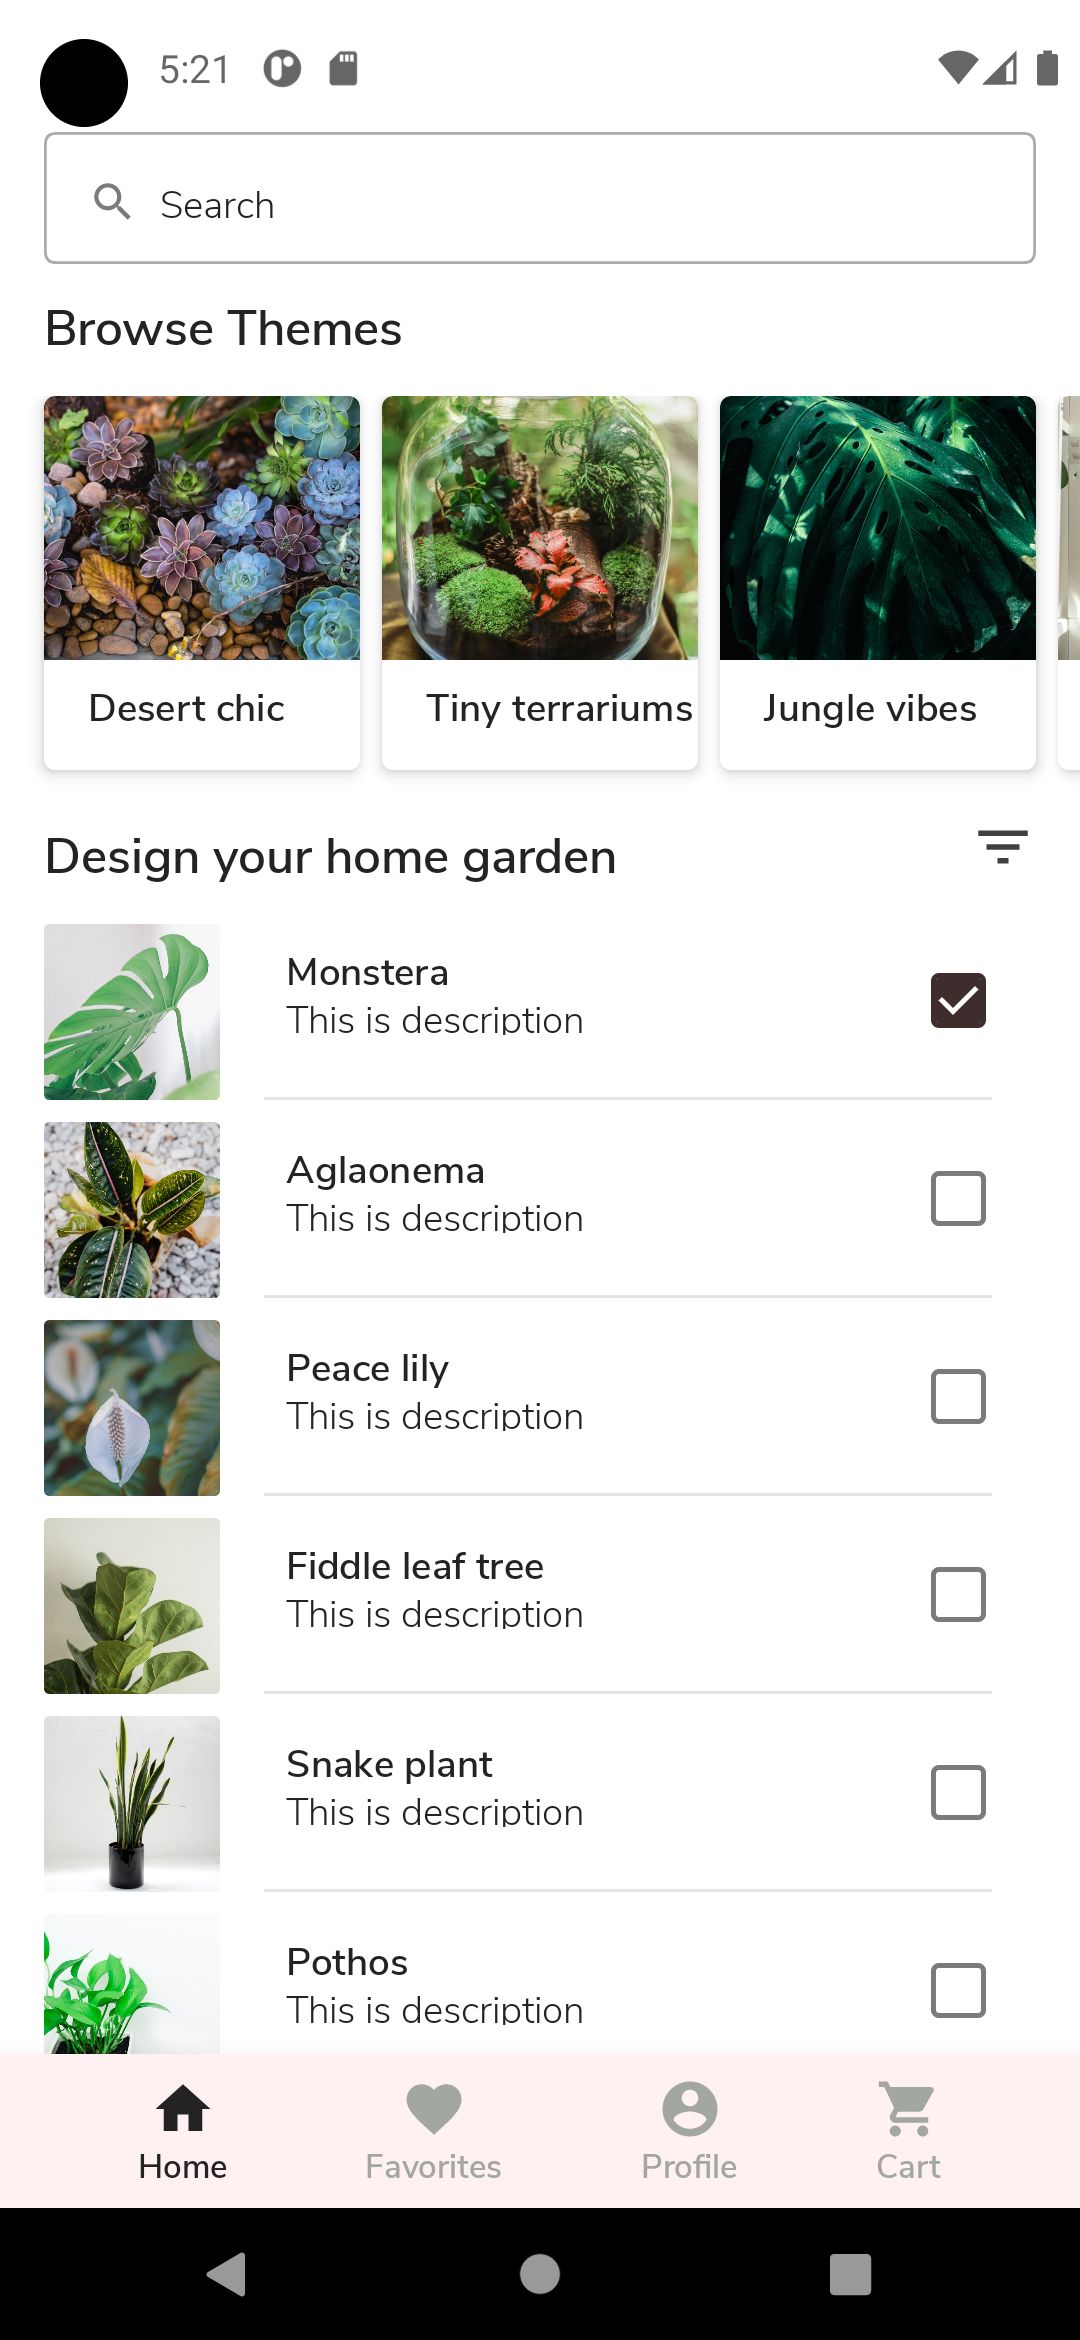 5:21
Search
Browse Themes
Desert chic
Tiny terrariums
Jungle vibes
Design your home garden
Monstera
This is description
Aglaonema
This is description
Peace lily
This is description
Fiddle leaf tree
This is description
Snake plant
This is description
Pothos
This is description
Home
Favorites
Profile
Cart